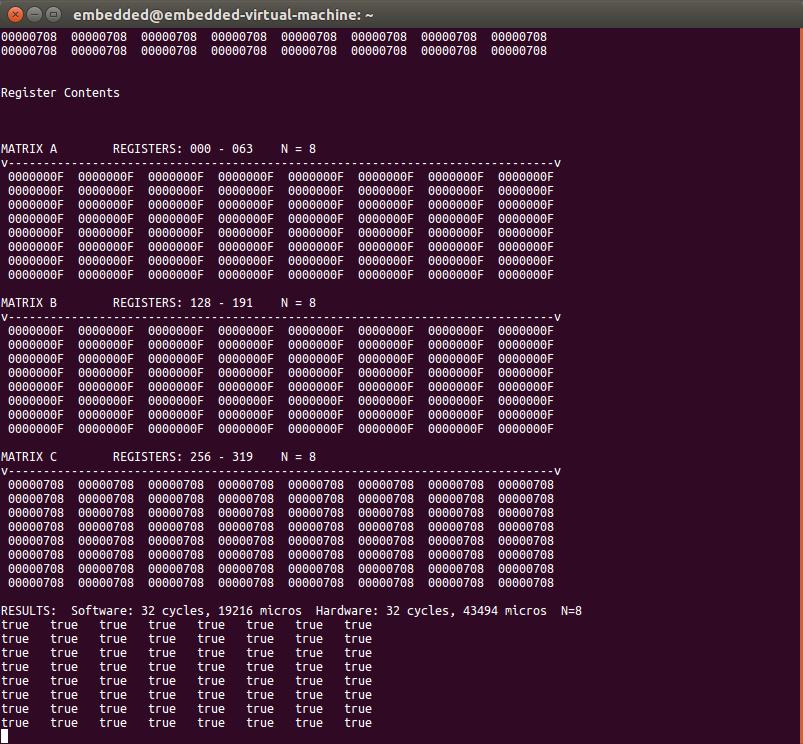 embedded@embedded-virtual-machine: ~
00000708  00000708  00000708  00000708  00000708  00000708  00000708  00000708
00000708  00000708  00000708  00000708  00000708  00000708  00000708  00000708
Register Contents
MATRIX A        REGISTERS: 000 - 063    N = 8
v------------------------------------------------------------------------------v
0000000F  0000000F  0000000F  0000000F  0000000F  0000000F  0000000F  0000000F
0000000F  0000000F  0000000F  0000000F  0000000F  0000000F  0000000F  0000000F
0000000F  0000000F  0000000F  0000000F  0000000F  0000000F  0000000F  0000000F
0000000F  0000000F  0000000F  0000000F  0000000F  0000000F  0000000F  0000000F
0000000F  0000000F  0000000F  0000000F  0000000F  0000000F  0000000F  0000000F
0000000F  0000000F  0000000F  0000000F  0000000F  0000000F  0000000F  0000000F
0000000F  0000000F  0000000F  0000000F  0000000F  0000000F  0000000F  0000000F
0000000F  0000000F  0000000F  0000000F  0000000F  0000000F  0000000F  0000000F
MATRIX B        REGISTERS: 128 - 191    N = 8
v------------------------------------------------------------------------------v
0000000F  0000000F  0000000F  0000000F  0000000F  0000000F  0000000F  0000000F
0000000F  0000000F  0000000F  0000000F  0000000F  0000000F  0000000F  0000000F
0000000F  0000000F  0000000F  0000000F  0000000F  0000000F  0000000F  0000000F
0000000F  0000000F  0000000F  0000000F  0000000F  0000000F  0000000F  0000000F
0000000F  0000000F  0000000F  0000000F  0000000F  0000000F  0000000F  0000000F
0000000F  0000000F  0000000F  0000000F  0000000F  0000000F  0000000F  0000000F
0000000F  0000000F  0000000F  0000000F  0000000F  0000000F  0000000F  0000000F
0000000F  0000000F  0000000F  0000000F  0000000F  0000000F  0000000F  0000000F
MATRIX C        REGISTERS: 256 - 319    N = 8
v------------------------------------------------------------------------------v
00000708  00000708  00000708  00000708  00000708  00000708  00000708  00000708
00000708  00000708  00000708  00000708  00000708  00000708  00000708  00000708
00000708  00000708  00000708  00000708  00000708  00000708  00000708  00000708
00000708  00000708  00000708  00000708  00000708  00000708  00000708  00000708
00000708  00000708  00000708  00000708  00000708  00000708  00000708  00000708
00000708  00000708  00000708  00000708  00000708  00000708  00000708  00000708
00000708  00000708  00000708  00000708  00000708  00000708  00000708  00000708
00000708  00000708  00000708  00000708  00000708  00000708  00000708  00000708
RESULTS:  Software: 32 cycles, 19216 micros  Hardware: 32 cycles, 43494 micros  N=8
true   true   true   true   true   true   true   true
true   true   true   true   true   true   true   true
true   true   true   true   true   true   true   true
true   true   true   true   true   true   true   true
true   true   true   true   true   true   true   true
true   true   true   true   true   true   true   true
true   true   true   true   true   true   true   true
true   true   true   true   true   true   true   true